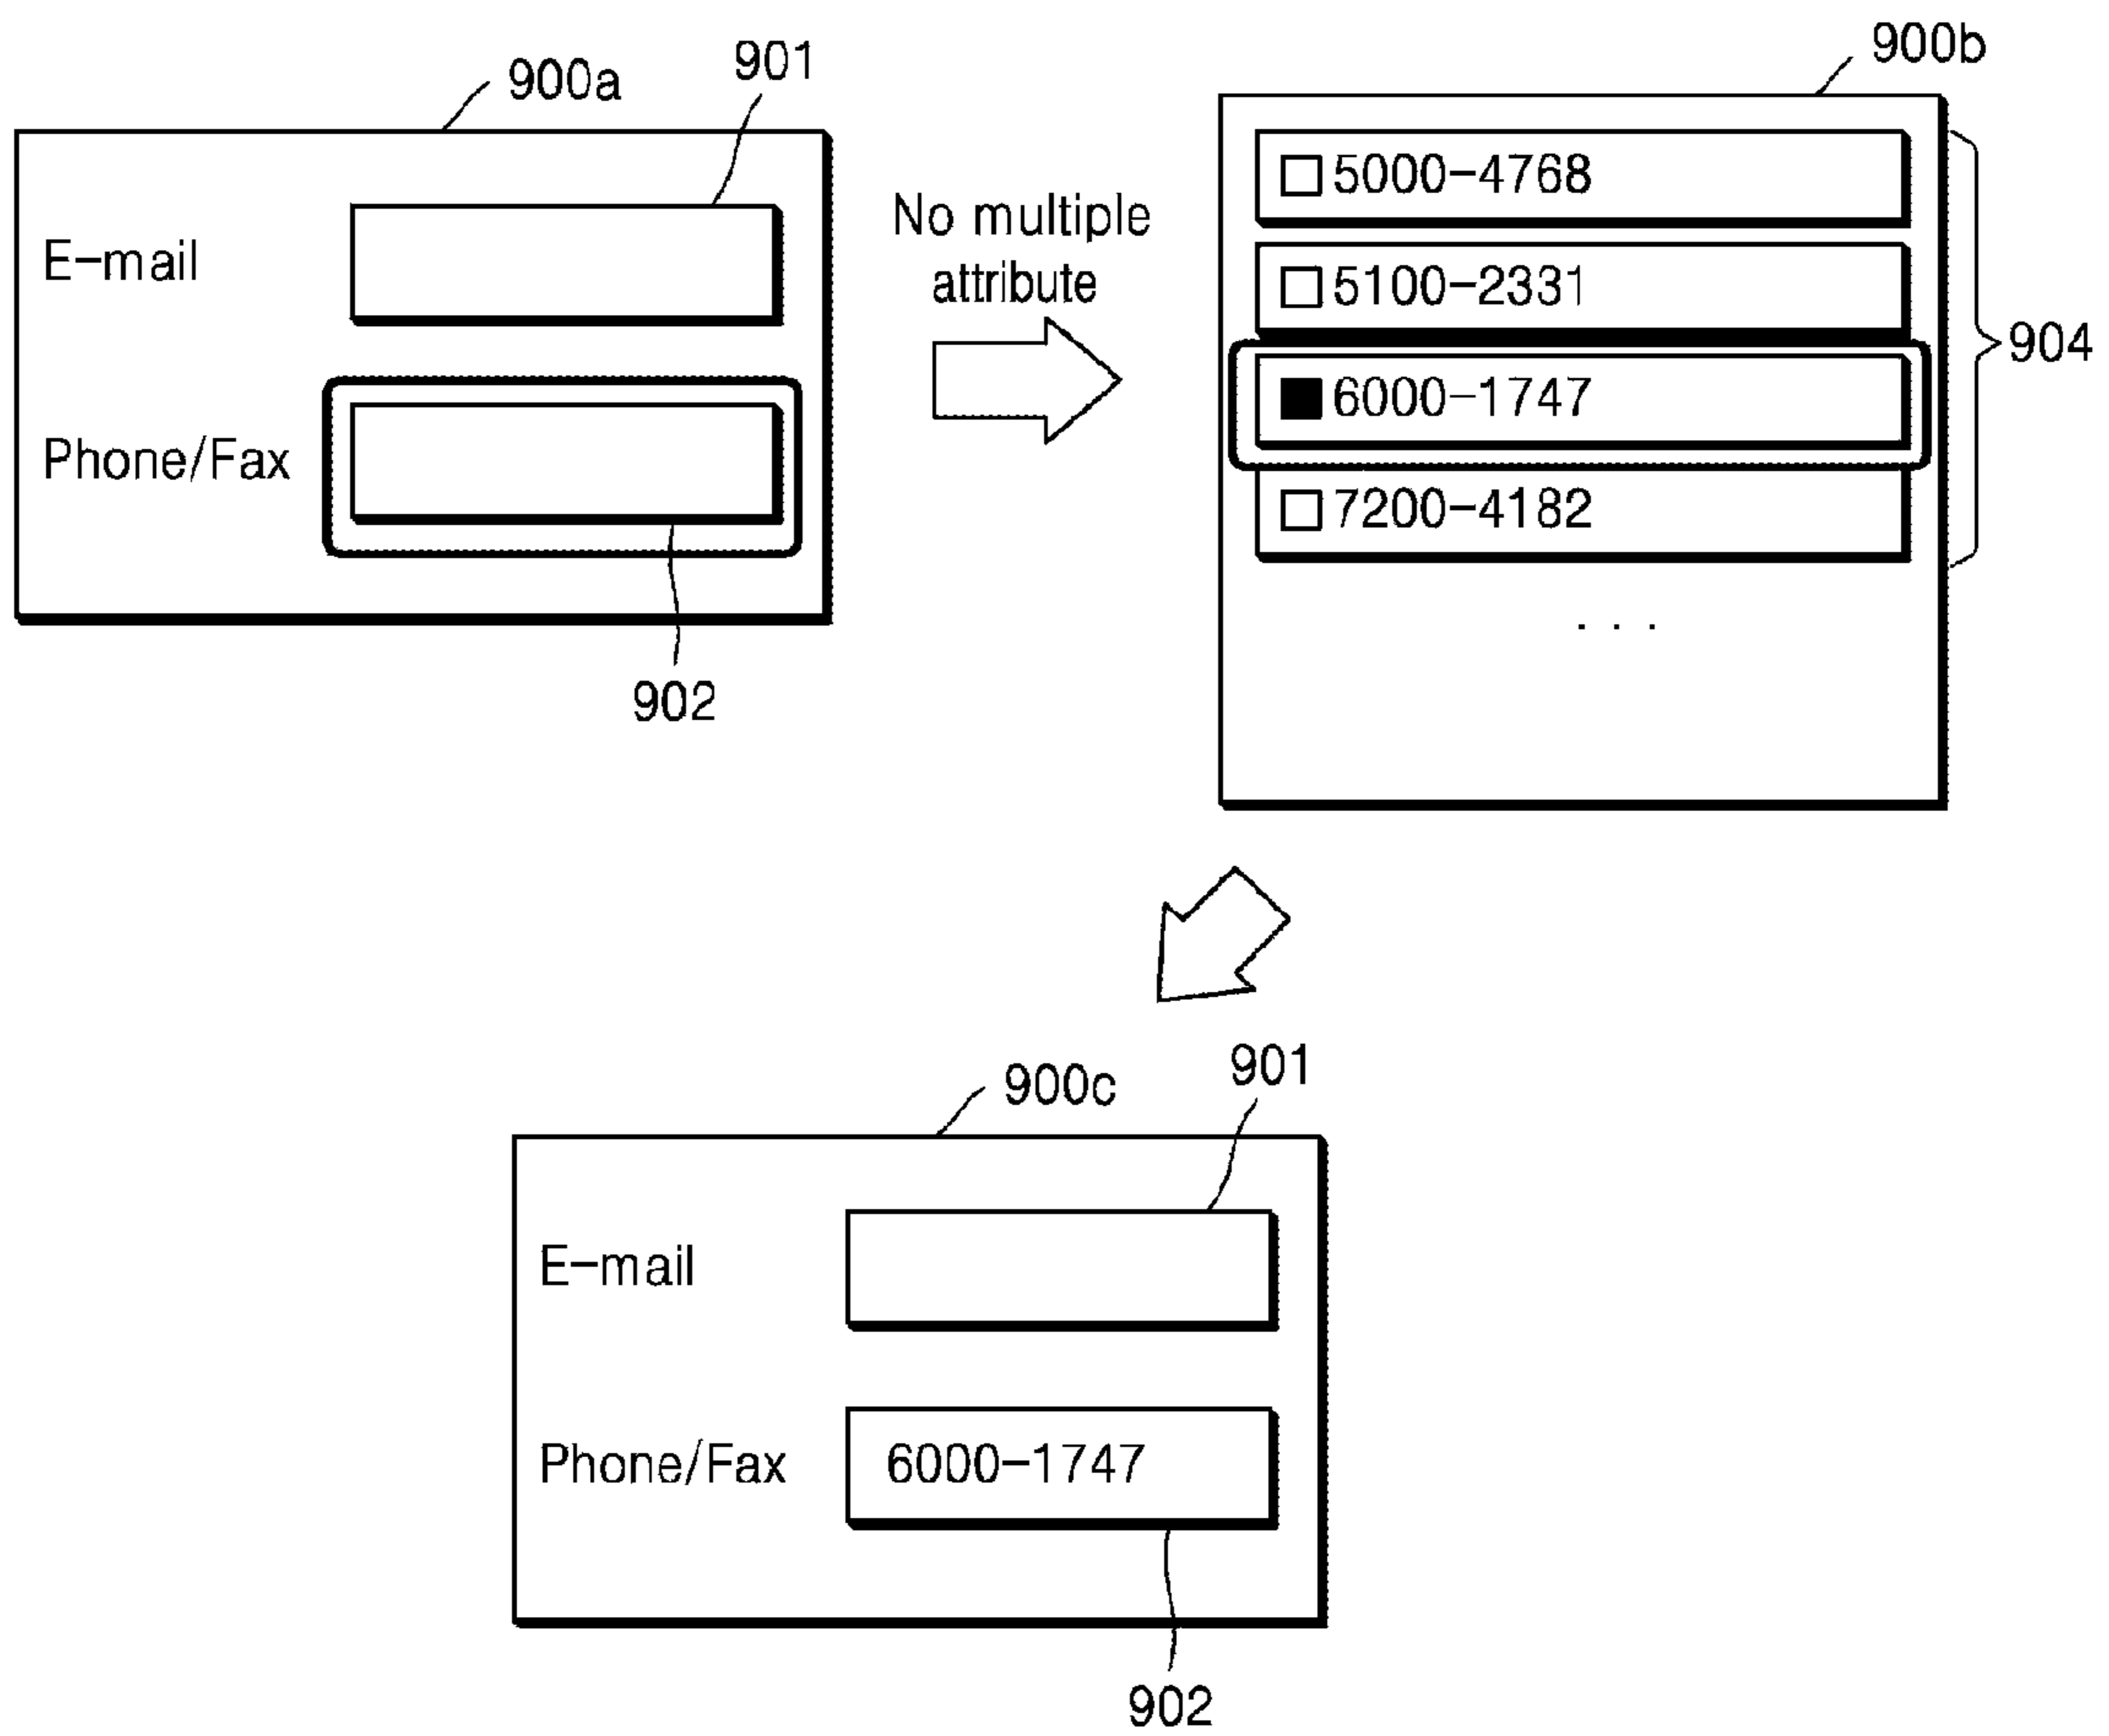 900a
901
E-mail
Phone/Fax
902
No multiple
attribute
900b
5000-4768
5100-2331
6000-1747
7200-4182
. . .
904
900c
901
E-mail
Phone/Fax
6000-1747
902